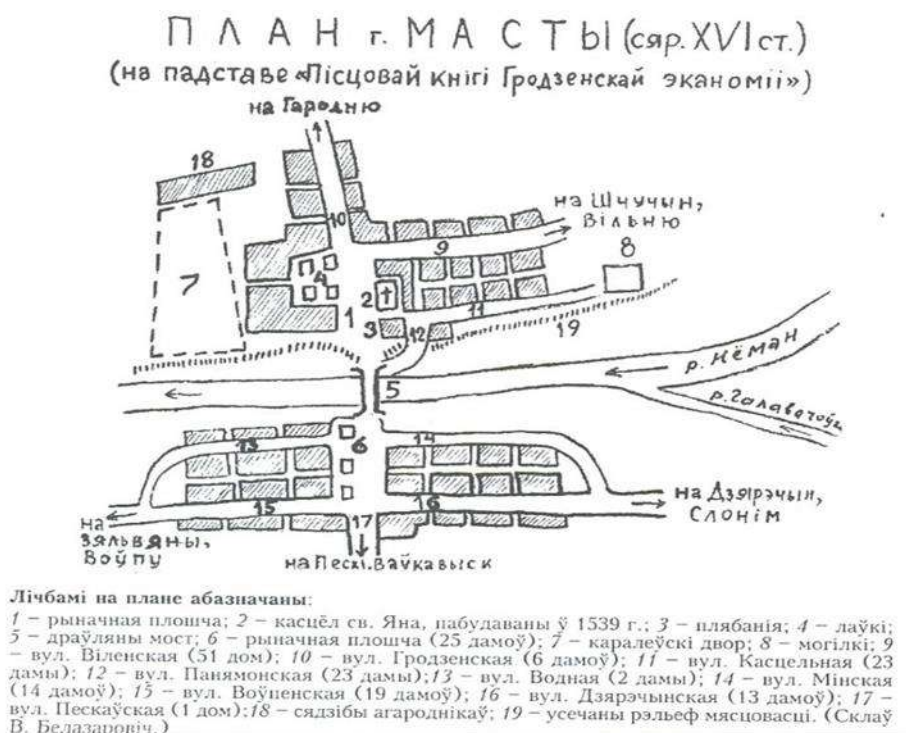 ПЛАН г. МАСТЫ (сяр. XVI ст.)
(на падставе «Пісцовай кнігі Гродзенскай эканоміі»)
на Гародню
18
на Шчучын,
Вільню
10
9
8
7
4
2
11
1
3
12
19
р. Нёман
5
р. Галавачоўц
6
13
14
15
16
на Дзярэчын,
Слонім
на
Зяльвяны,
Воўпу
17
на Пескі. Ваўкавыск
Лічбамі на плане абазначаны:
1 – рыначная плошча; 2 – касцёл св. Яна, пабудаваны ў 1539 г.; 3 – плябанія; 4 – лаўкі;
5 – драўляны мост; 6 – рыначная плошча (25 дамоў); 7 – каралеўскі двор; 8 – могілкі; 9
– вул. Віленская (51 дом); 10 – вул. Гродзенская (6 дамоў); 11 – вул. Касцельная (23
дамы); 12 – вул. Панямонская (23 дамы);13 – вул. Водная (2 дамы); 14 – вул. Мінская
(14 дамоў); 15 – вул. Воўпенская (19 дамоў); 16 – вул. Дзярэчынская (13 дамоў); 17 –
вул. Пескаўская (1 дом);18 – сядзібы агароднікаў; 19 – усечаны рэльеф мясцовасці. (Склаў
В. Белазаровіч.)